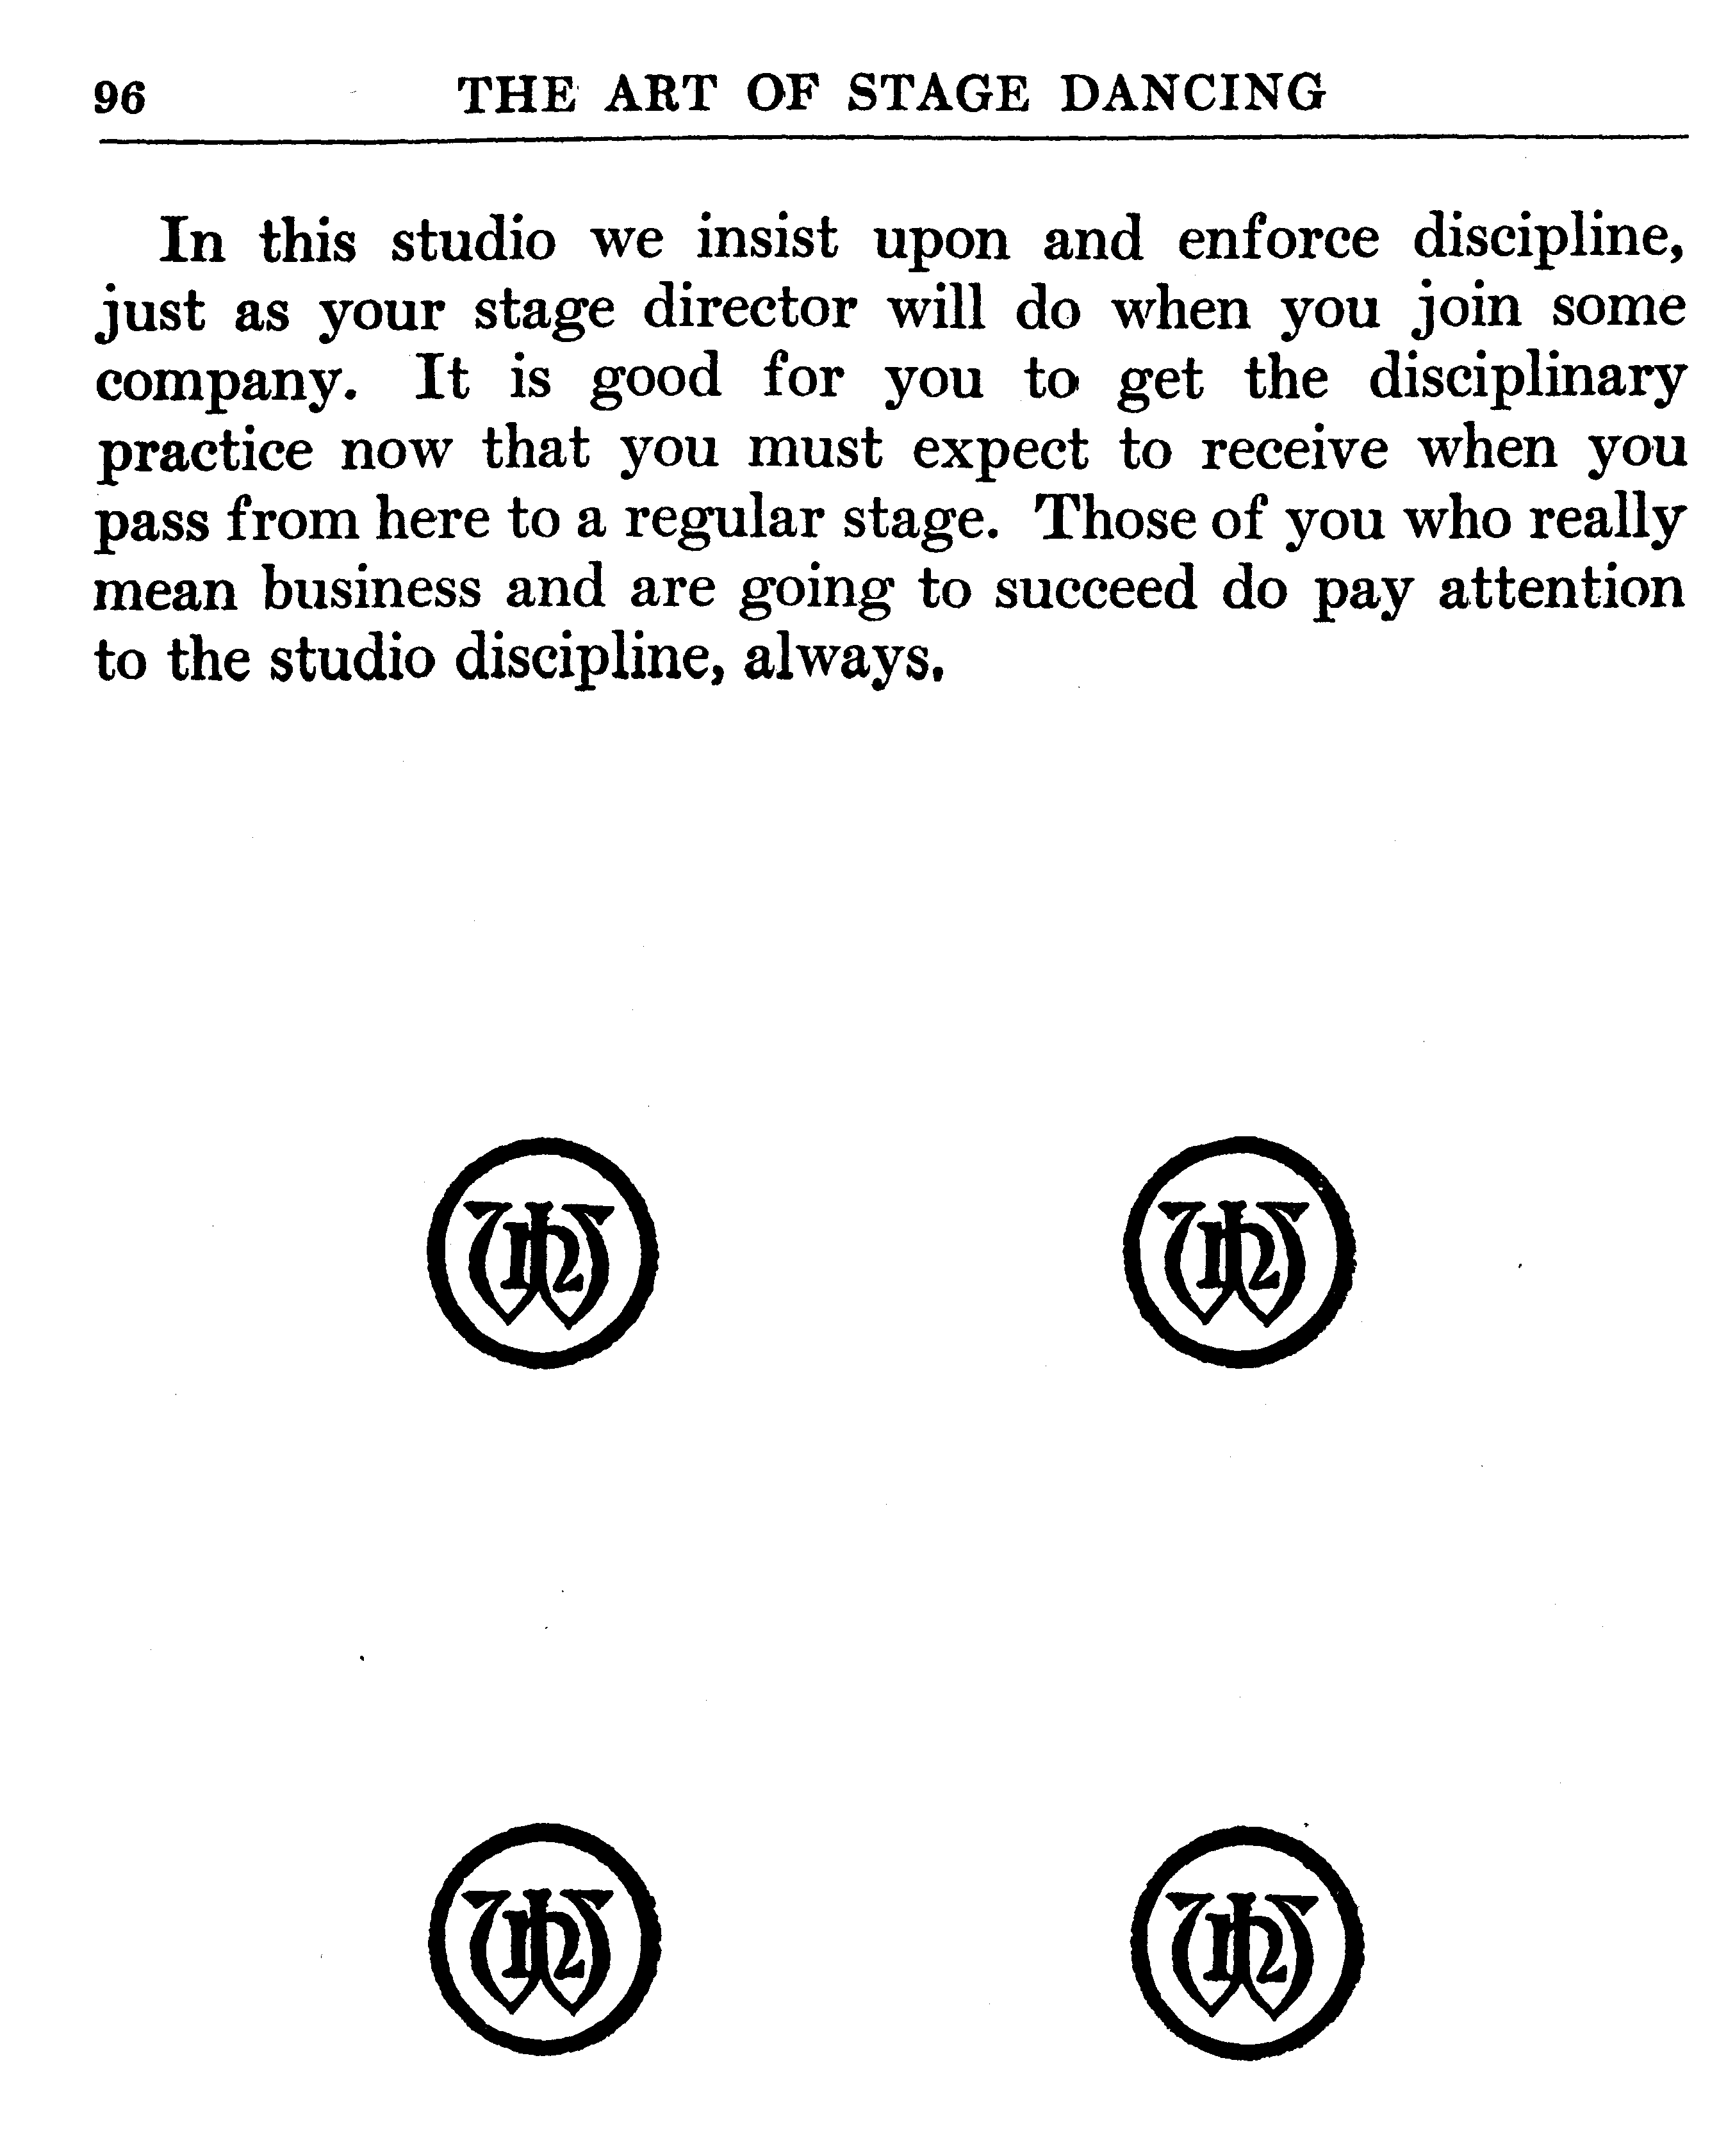 96 THE ART OF STAGE DANCING
In this studio we insist upon and enforce discipline,
just as your stage director will do when you join some
company. It is good for you to get the disciplinary
practice now that you must expect to receive when you
pass from here to a regular stage. Those of you who really
mean business and are going to succeed do pay attention
to the studio discipline, always.